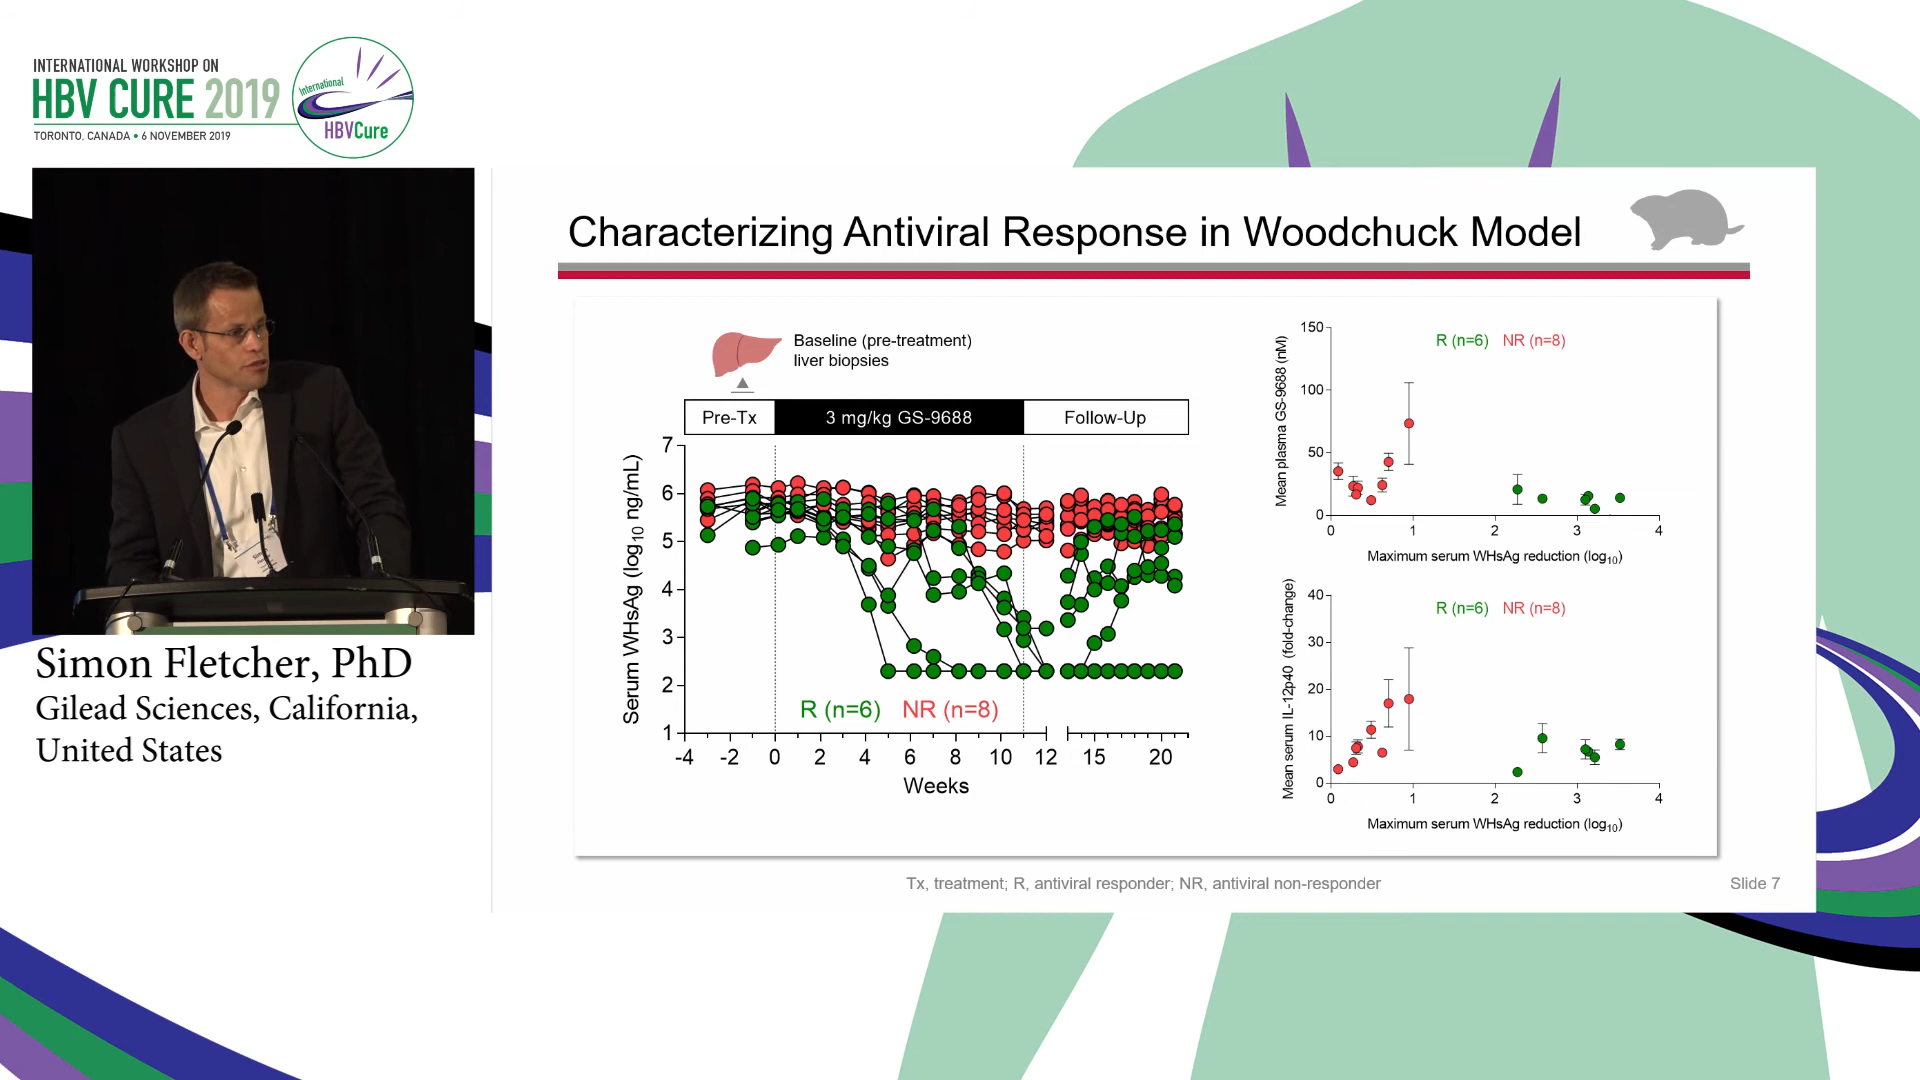 INTERNATIONAL WORKSHOP ON
HBV CURE 2019
TORONTO, CANADA • 6 NOVEMBER 2019
International
HBVCure
Simon Fletcher, PhD
Gilead Sciences, California,
United States
Characterizing Antiviral Response in Woodchuck Model
Baseline (pre-treatment)
liver biopsies
Pre-Tx
3 mg/kg GS-9688
Follow-Up
Serum WHsAg (log10 ng/mL)
7
6
5
4
3
2
1
R (n=6) NR (n=8)
-4 -2 0 2 4 6 8 10 12 15 20
Weeks
Mean plasma GS-9688 (nM)
150
100
50
0
R (n=6) NR (n=8)
0 1 2 3 4
Maximum serum WHsAg reduction (log10)
Mean serum IL-12p40 (fold-change)
40
30
20
10
0
R (n=6) NR (n=8)
0 1 2 3 4
Maximum serum WHsAg reduction (log10)
Tx, treatment; R, antiviral responder; NR, antiviral non-responder
Slide 7